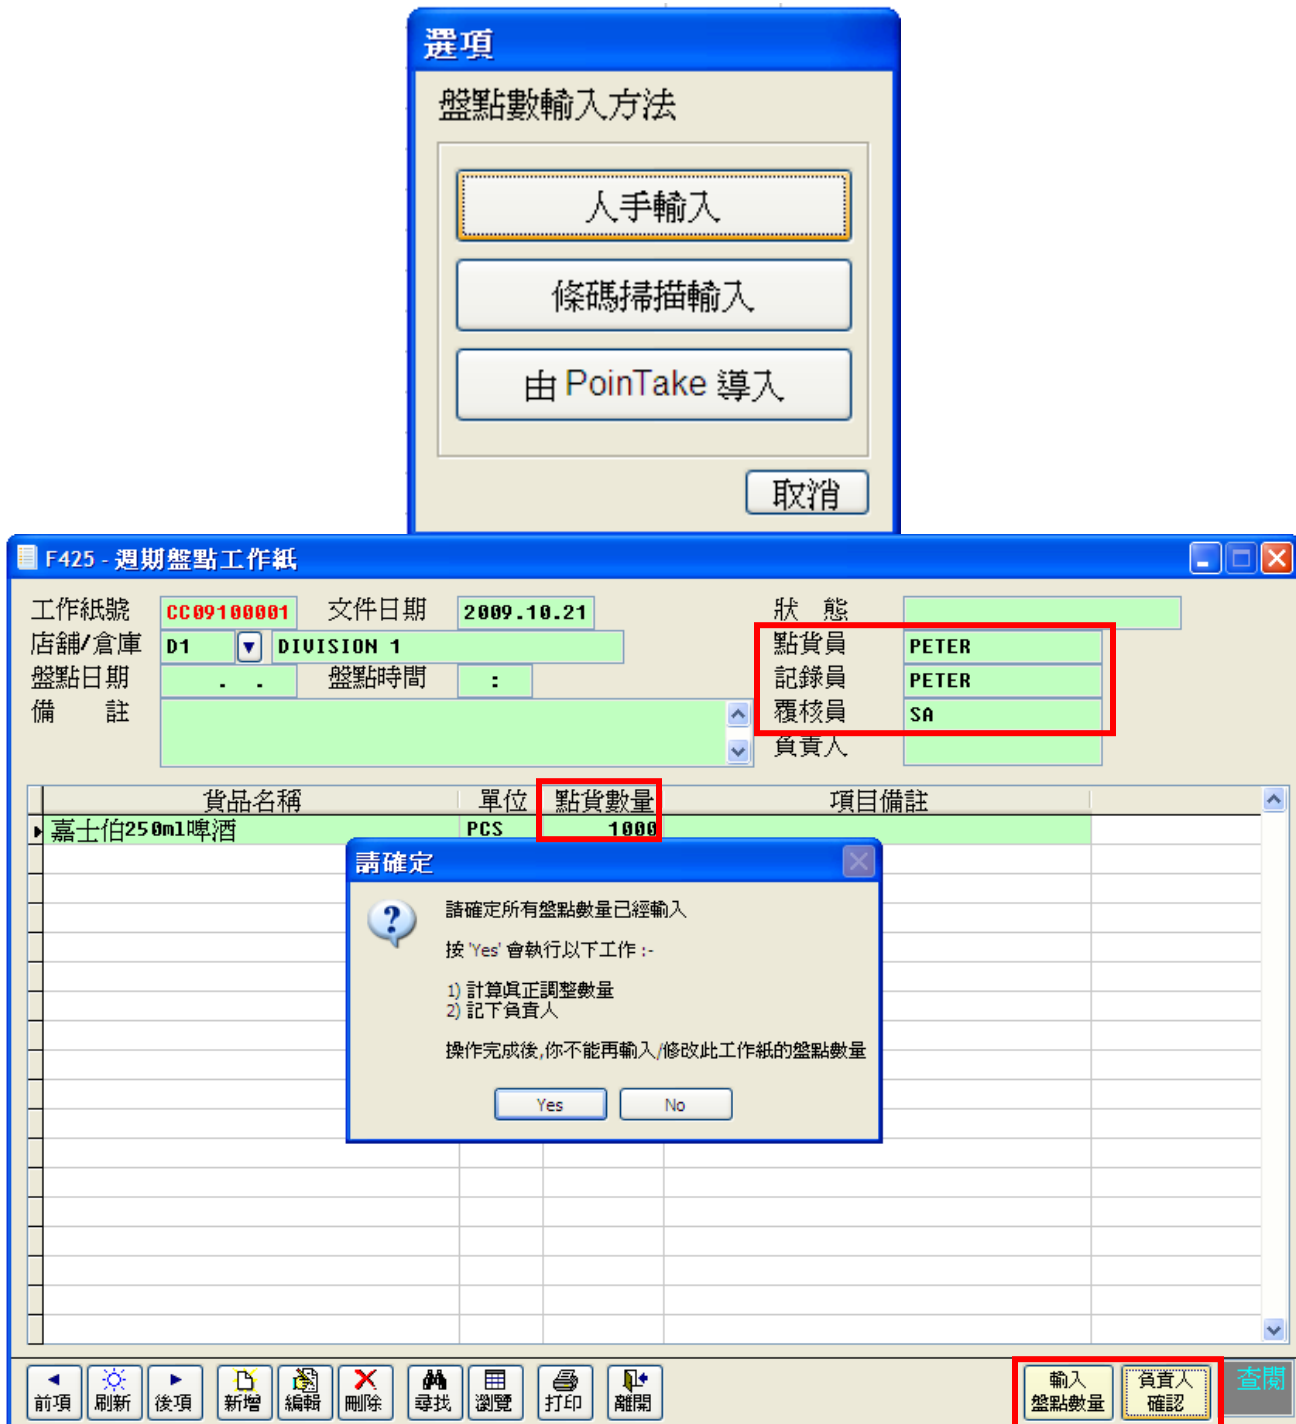 選項
盤點數輸入方法
人手輸入
條碼掃描輸入
由 PoinTake 導入
取消
F425 - 週期盤點工作紙
工作紙號 CC09100001 文件日期 2009.10.21 狀 態
店舖/倉庫 D1 DIVISION 1 點貨員 PETER
盤點日期 . . 盤點時間 : 記錄員 PETER
備 註 覆核員 SA
負責人
貨品名稱 單位 點貨數量 項目備註
嘉士伯250ml啤酒 PCS 1000
請確定
請確定所有盤點數量已經輸入
按 'Yes' 會執行以下工作 :-
1) 計算真正調整數量
2) 記下負責人
操作完成後,你不能再輸入/修改此工作紙的盤點數量
Yes No
前項 刷新 後項 新增 編輯 刪除 尋找 瀏覽 打印 離開 輸入盤點數量 負責人確認 查閱